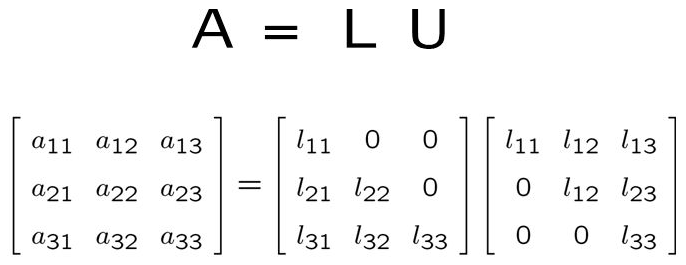 A = L U
[ a11 a12 a13 ] [ l11 0 0 ] [ l11 l12 l13 ]
[ a21 a22 a23 ] = [ l21 l22 0 ] [ 0 l12 l23 ]
[ a31 a32 a33 ] [ l31 l32 l33 ] [ 0 0 l33 ]